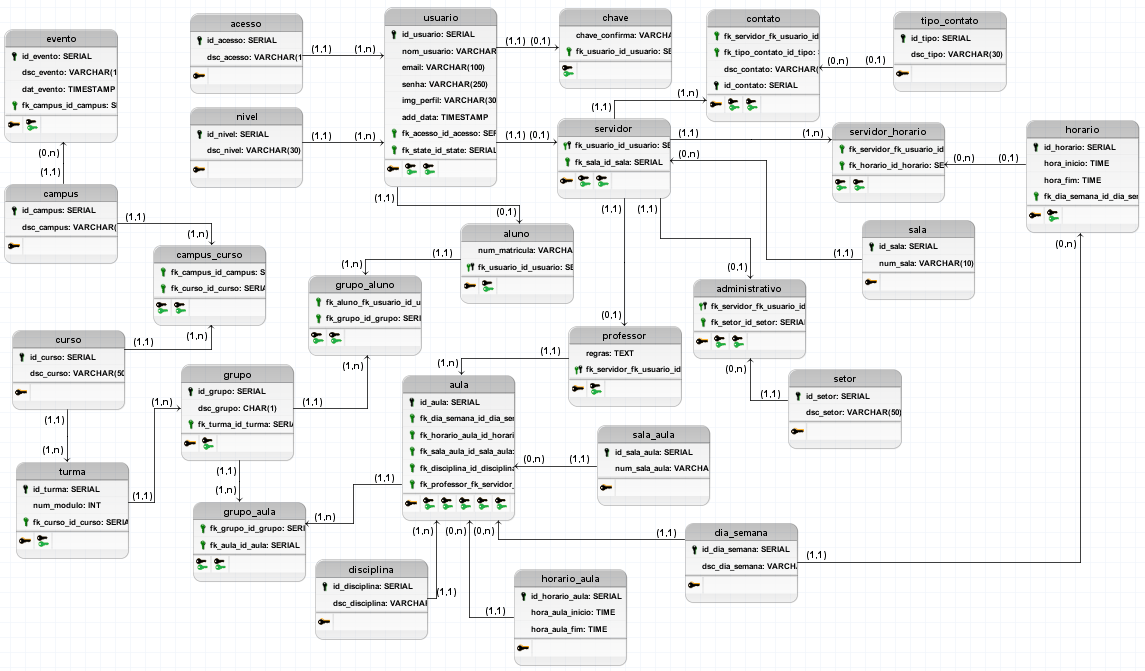 evento
id_evento: SERIAL
dsc_evento: VARCHAR(1
dat_evento: TIMESTAMP
fk_campus_id_campus: S
acesso
id_acesso: SERIAL
dsc_acesso: VARCHAR(1
(1,1)
(1,n)
usuario
id_usuario: SERIAL
nom_usuario: VARCHAR
email: VARCHAR(100)
senha: VARCHAR(250)
img_perfil: VARCHAR(30
add_data: TIMESTAMP
fk_acesso_id_acesso: SEF
fk_state_id_state: SERIAL
(1,1) (0,1)
chave
chave_confirma: VARCHA
fk_usuario_id_usuario: SE
contato
fk_servidor_fk_usuario_id
fk_tipo_contato_id_tipo:
dsc_contato: VARCHAR(
id_contato: SERIAL
(0,n)
(0,1)
tipo_contato
id_tipo: SERIAL
dsc_tipo: VARCHAR(30)
nivel
id_nivel: SERIAL
dsc_nivel: VARCHAR(30)
(1,1)
(1,n)
(1,1) (0,1)
(1,1)
(1,n)
servidor
fk_usuario_id_usuario: SE
fk_sala_id_sala: SERIAL
(1,1)
(1,n)
(0,n)
servidor_horario
fk_servidor_fk_usuario_id
fk_horario_id_horario: SE
(0,n)
(0,1)
horario
id_horario: SERIAL
hora_inicio: TIME
hora_fim: TIME
fk_dia_semana_id_dia_ser
(0,n)
(0,n)
(1,1)
campus
id_campus: SERIAL
dsc_campus: VARCHAR(
(1,1)
(1,n)
campus_curso
fk_campus_id_campus: S
fk_curso_id_curso: SERIA
(1,n)
(1,1)
(0,1)
aluno
num_matricula: VARCHA
fk_usuario_id_usuario: SE
(1,1)
(1,n)
grupo_aluno
fk_aluno_fk_usuario_id_u
fk_grupo_id_grupo: SERI
(1,n)
(1,1)
(1,1)
(0,1)
(0,1)
sala
id_sala: SERIAL
num_sala: VARCHAR(10)
(1,1)
administrativo
fk_servidor_fk_usuario_id
fk_setor_id_setor: SERIAL
(0,n)
(1,1)
setor
id_setor: SERIAL
dsc_setor: VARCHAR(50)
professor
regras: TEXT
fk_servidor_fk_usuario_id
(1,1)
(1,n)
curso
id_curso: SERIAL
dsc_curso: VARCHAR(50
(1,1)
(1,1)
(1,n)
grupo
id_grupo: SERIAL
dsc_grupo: CHAR(1)
fk_turma_id_turma: SERIA
(1,n)
(1,1)
(1,1)
(1,n)
aula
id_aula: SERIAL
fk_dia_semana_id_dia_ser
fk_horario_aula_id_horari
fk_sala_aula_id_sala_aula:
fk_disciplina_id_disciplina
fk_professor_fk_servidor_
(0,n)
(1,1)
sala_aula
id_sala_aula: SERIAL
num_sala_aula: VARCHA
turma
id_turma: SERIAL
num_modulo: INT
fk_curso_id_curso: SERIA
(1,1)
grupo_aula
fk_grupo_id_grupo: SERI
fk_aula_id_aula: SERIAL
(1,n)
(1,1)
(1,n)
(0,n)
(0,n)
(1,1)
dia_semana
id_dia_semana: SERIAL
dsc_dia_semana: VARCH
(1,1)
disciplina
id_disciplina: SERIAL
dsc_disciplina: VARCHAR
(1,1)
horario_aula
id_horario_aula: SERIAL
hora_aula_inicio: TIME
hora_aula_fim: TIME
(1,1)